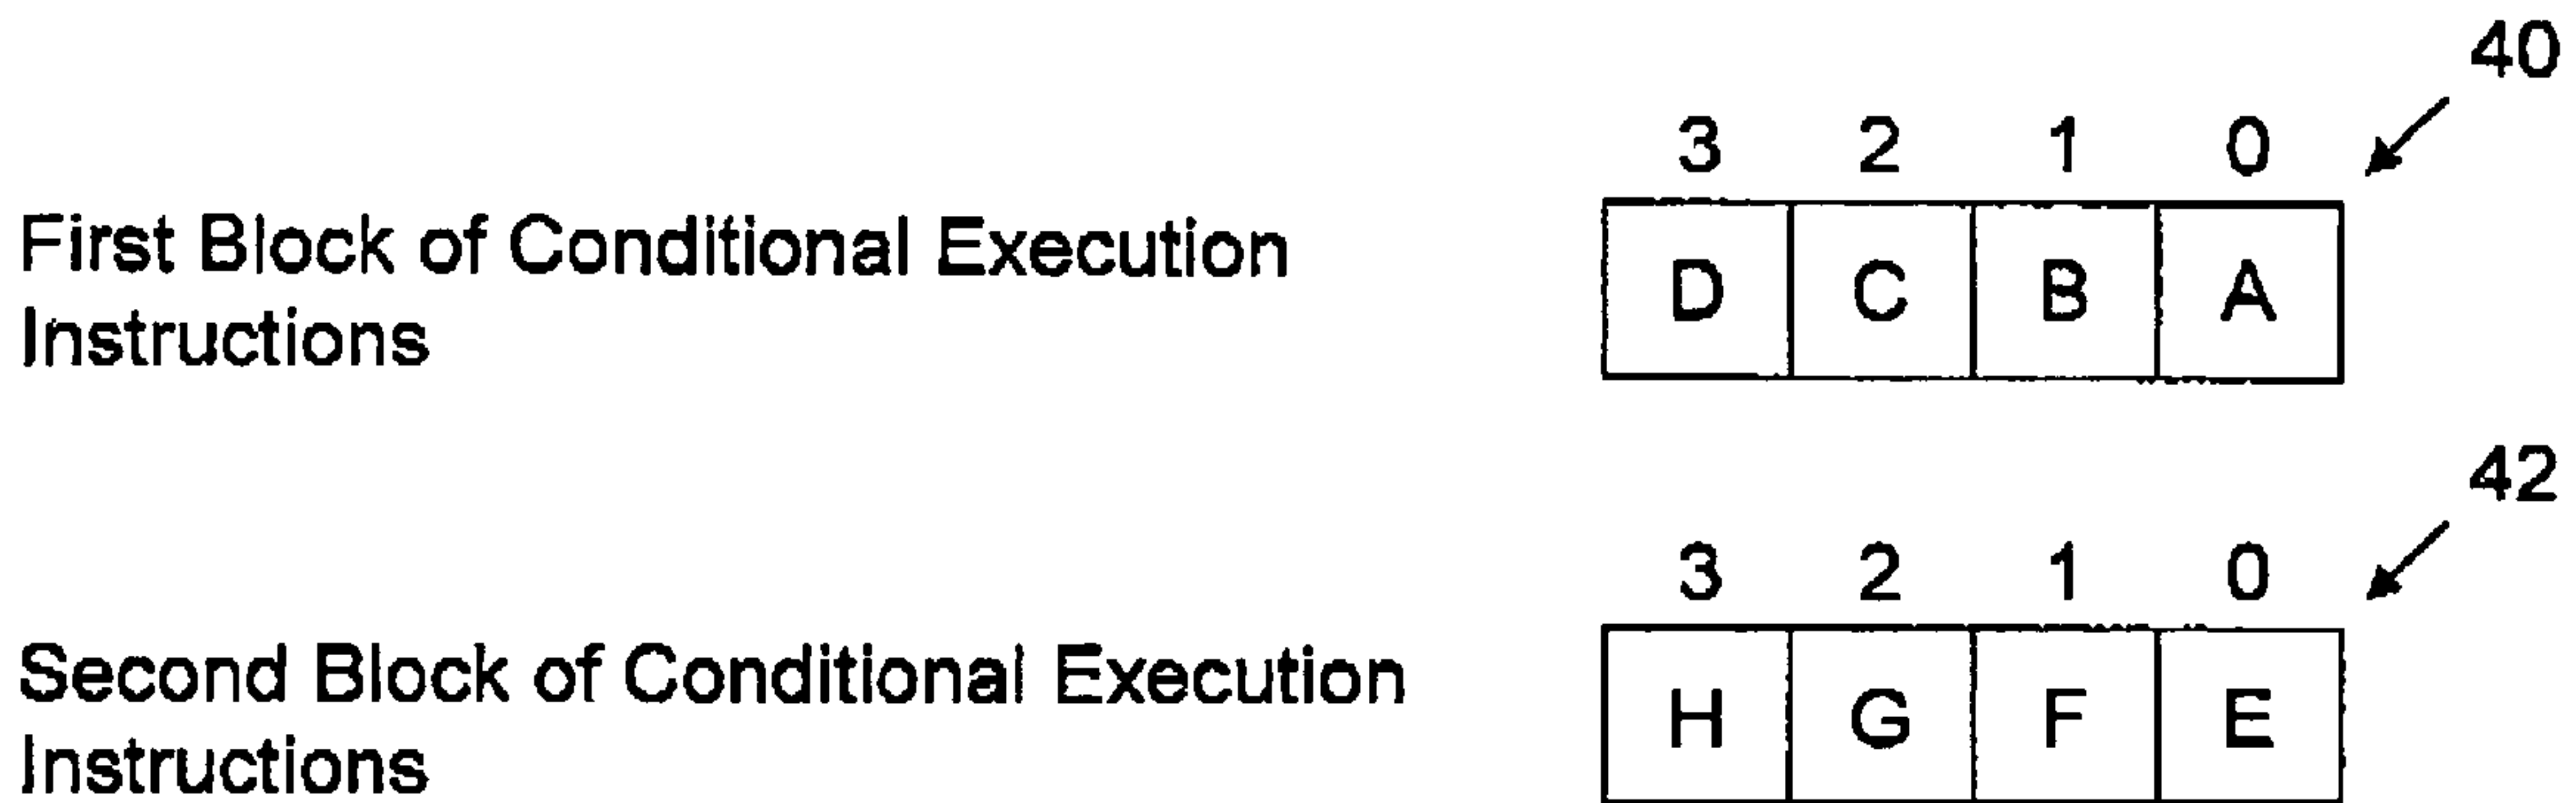 40
3 2 1 0
First Block of Conditional Execution
Instructions
D C B A
42
3 2 1 0
Second Block of Conditional Execution
Instructions
H G F E